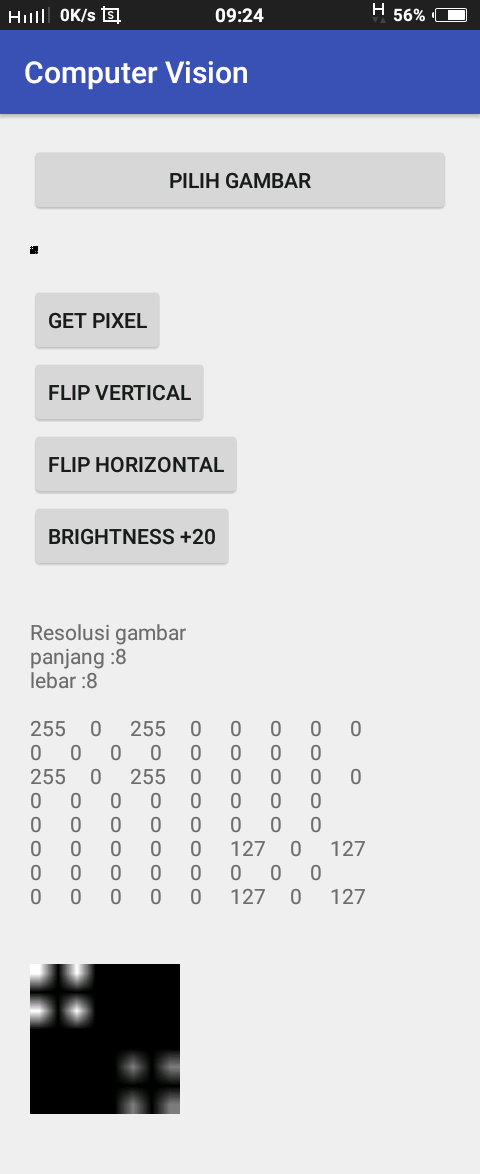 H 0K/s S 09:24 H 56%
Computer Vision
PILIH GAMBAR
GET PIXEL
FLIP VERTICAL
FLIP HORIZONTAL
BRIGHTNESS +20
Resolusi gambar
panjang :8
lebar :8
255 0 255 0 0 0 0 0
0 0 0 0 0 0 0 0
255 0 255 0 0 0 0 0
0 0 0 0 0 0 0 0
0 0 0 0 0 0 0 0
0 0 0 0 0 127 0 127
0 0 0 0 0 0 0 0
0 0 0 0 0 127 0 127